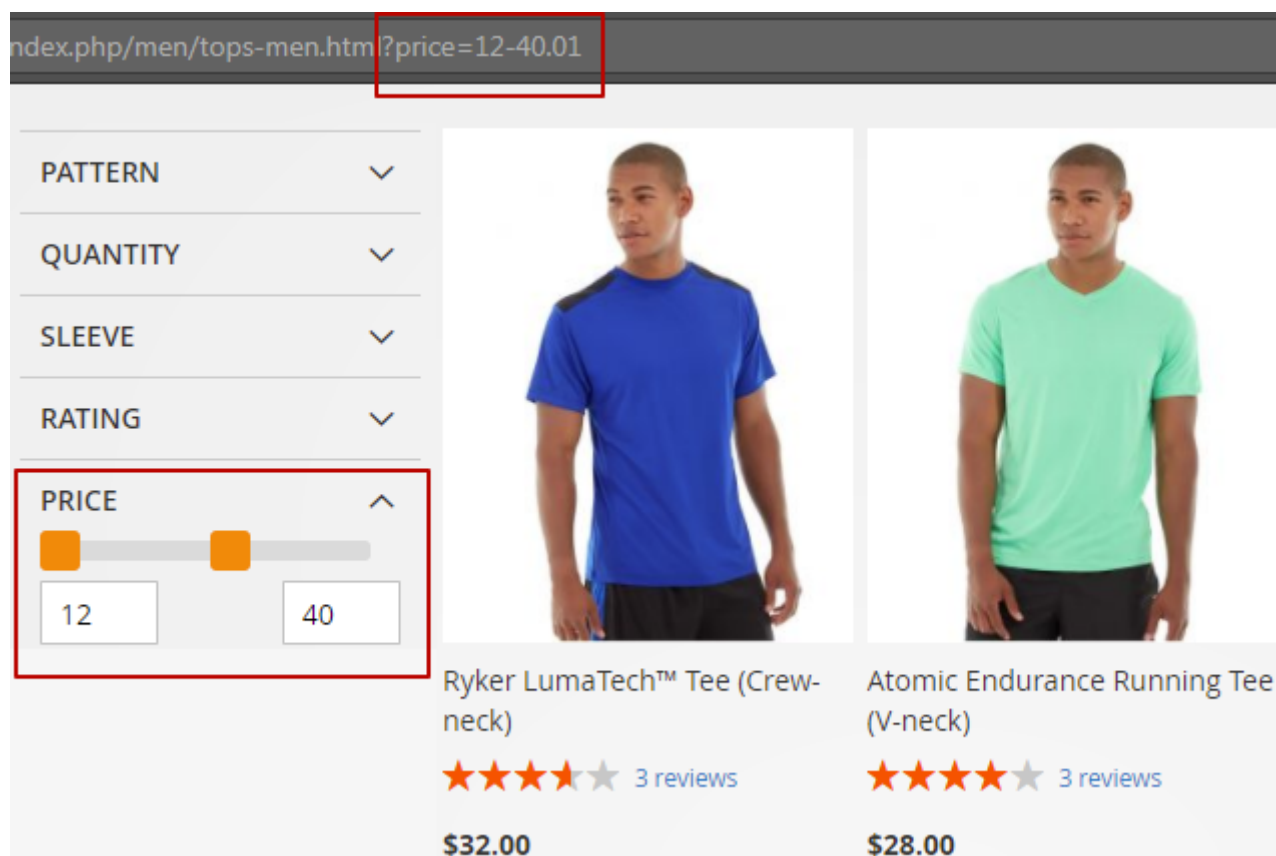 ndex.php/men/tops-men.html?price=12-40.01
PATTERN
QUANTITY
SLEEVE
RATING
PRICE
12
40
Ryker LumaTech™ Tee (Crew-
neck)
3 reviews
$32.00
Atomic Endurance Running Tee
(V-neck)
3 reviews
$28.00